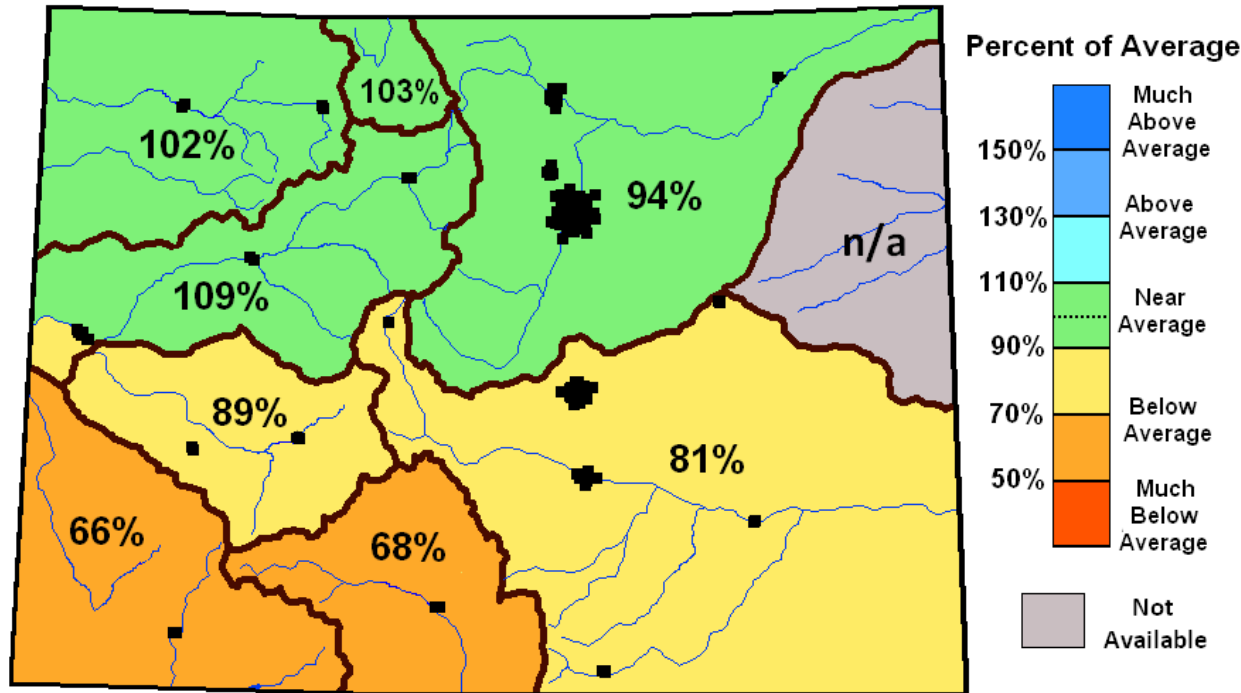 103%
102%
94%
n/a
109%
89%
81%
66%
68%
Percent of Average
Much
Above
Average
150%
Above
Average
130%
110%
Near
Average
90%
70%
Below
Average
50%
Much
Below
Average
Not
Available